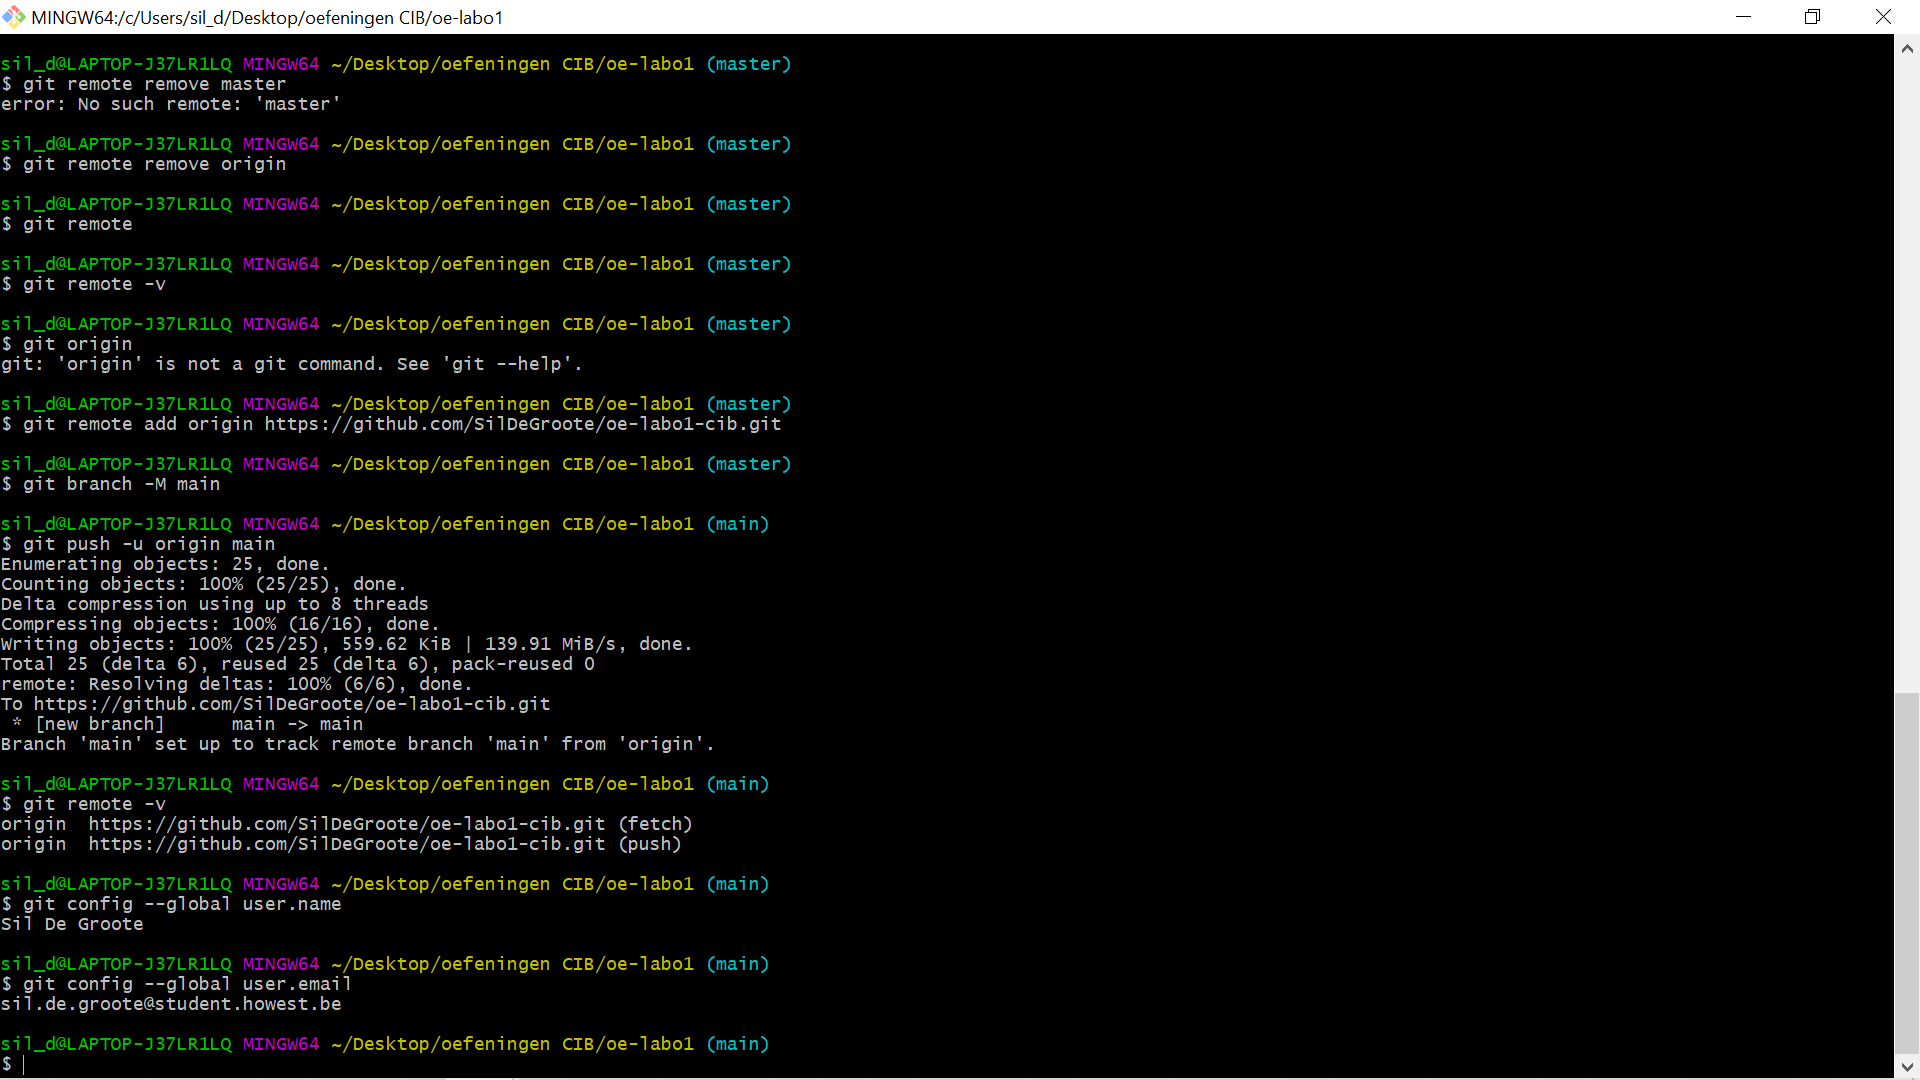 MINGW64:/c/Users/sil_d/Desktop/oefeningen CIB/oe-labo1
sil_d@LAPTOP-J37LR1LQ MINGW64 ~/Desktop/oefeningen CIB/oe-labo1 (master)
$ git remote remove master
error: No such remote: 'master'
sil_d@LAPTOP-J37LR1LQ MINGW64 ~/Desktop/oefeningen CIB/oe-labo1 (master)
$ git remote remove origin
sil_d@LAPTOP-J37LR1LQ MINGW64 ~/Desktop/oefeningen CIB/oe-labo1 (master)
$ git remote
sil_d@LAPTOP-J37LR1LQ MINGW64 ~/Desktop/oefeningen CIB/oe-labo1 (master)
$ git remote -v
sil_d@LAPTOP-J37LR1LQ MINGW64 ~/Desktop/oefeningen CIB/oe-labo1 (master)
$ git origin
git: 'origin' is not a git command. See 'git --help'.
sil_d@LAPTOP-J37LR1LQ MINGW64 ~/Desktop/oefeningen CIB/oe-labo1 (master)
$ git remote add origin https://github.com/SilDeGroote/oe-labo1-cib.git
sil_d@LAPTOP-J37LR1LQ MINGW64 ~/Desktop/oefeningen CIB/oe-labo1 (master)
$ git branch -M main
sil_d@LAPTOP-J37LR1LQ MINGW64 ~/Desktop/oefeningen CIB/oe-labo1 (main)
$ git push -u origin main
Enumerating objects: 25, done.
Counting objects: 100% (25/25), done.
Delta compression using up to 8 threads
Compressing objects: 100% (16/16), done.
Writing objects: 100% (25/25), 559.62 KiB | 139.91 MiB/s, done.
Total 25 (delta 6), reused 25 (delta 6), pack-reused 0
remote: Resolving deltas: 100% (6/6), done.
To https://github.com/SilDeGroote/oe-labo1-cib.git
 * [new branch]      main -> main
Branch 'main' set up to track remote branch 'main' from 'origin'.
sil_d@LAPTOP-J37LR1LQ MINGW64 ~/Desktop/oefeningen CIB/oe-labo1 (main)
$ git remote -v
origin  https://github.com/SilDeGroote/oe-labo1-cib.git (fetch)
origin  https://github.com/SilDeGroote/oe-labo1-cib.git (push)
sil_d@LAPTOP-J37LR1LQ MINGW64 ~/Desktop/oefeningen CIB/oe-labo1 (main)
$ git config --global user.name
Sil De Groote
sil_d@LAPTOP-J37LR1LQ MINGW64 ~/Desktop/oefeningen CIB/oe-labo1 (main)
$ git config --global user.email
sil.de.groote@student.howest.be
sil_d@LAPTOP-J37LR1LQ MINGW64 ~/Desktop/oefeningen CIB/oe-labo1 (main)
$